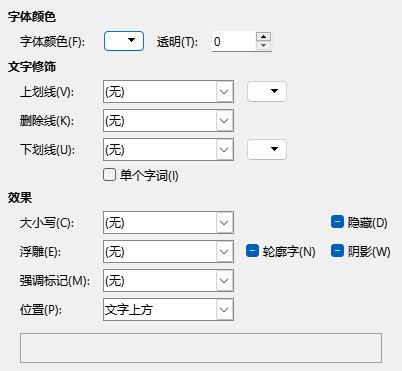 字体颜色
字体颜色(F): 透明(T): 0
文字修饰
上划线(V): (无)
删除线(K): (无)
下划线(U): (无)
单个字词(I)
效果
大小写(C): (无) 隐藏(D)
浮雕(E): (无) 轮廓字(N) 阴影(W)
强调标记(M): (无)
位置(P): 文字上方